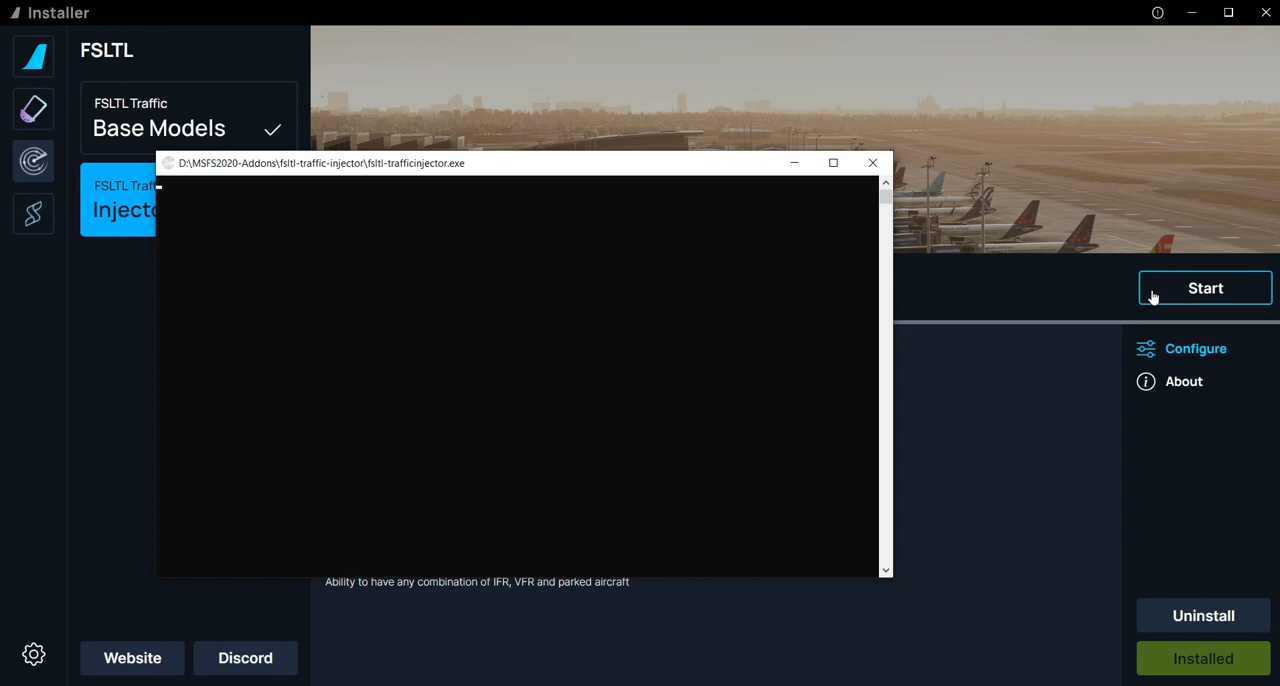 Installer
FSLTL
FSLTL Traffic
Base Models
D:\MSFS2020-Addons\fsltl-traffic-injector\fsltl-trafficinjector.exe
FSLTL Traf
Injecto
Start
Configure
About
Ability to have any combination of IFR, VFR and parked aircraft
Uninstall
Website
Discord
Installed